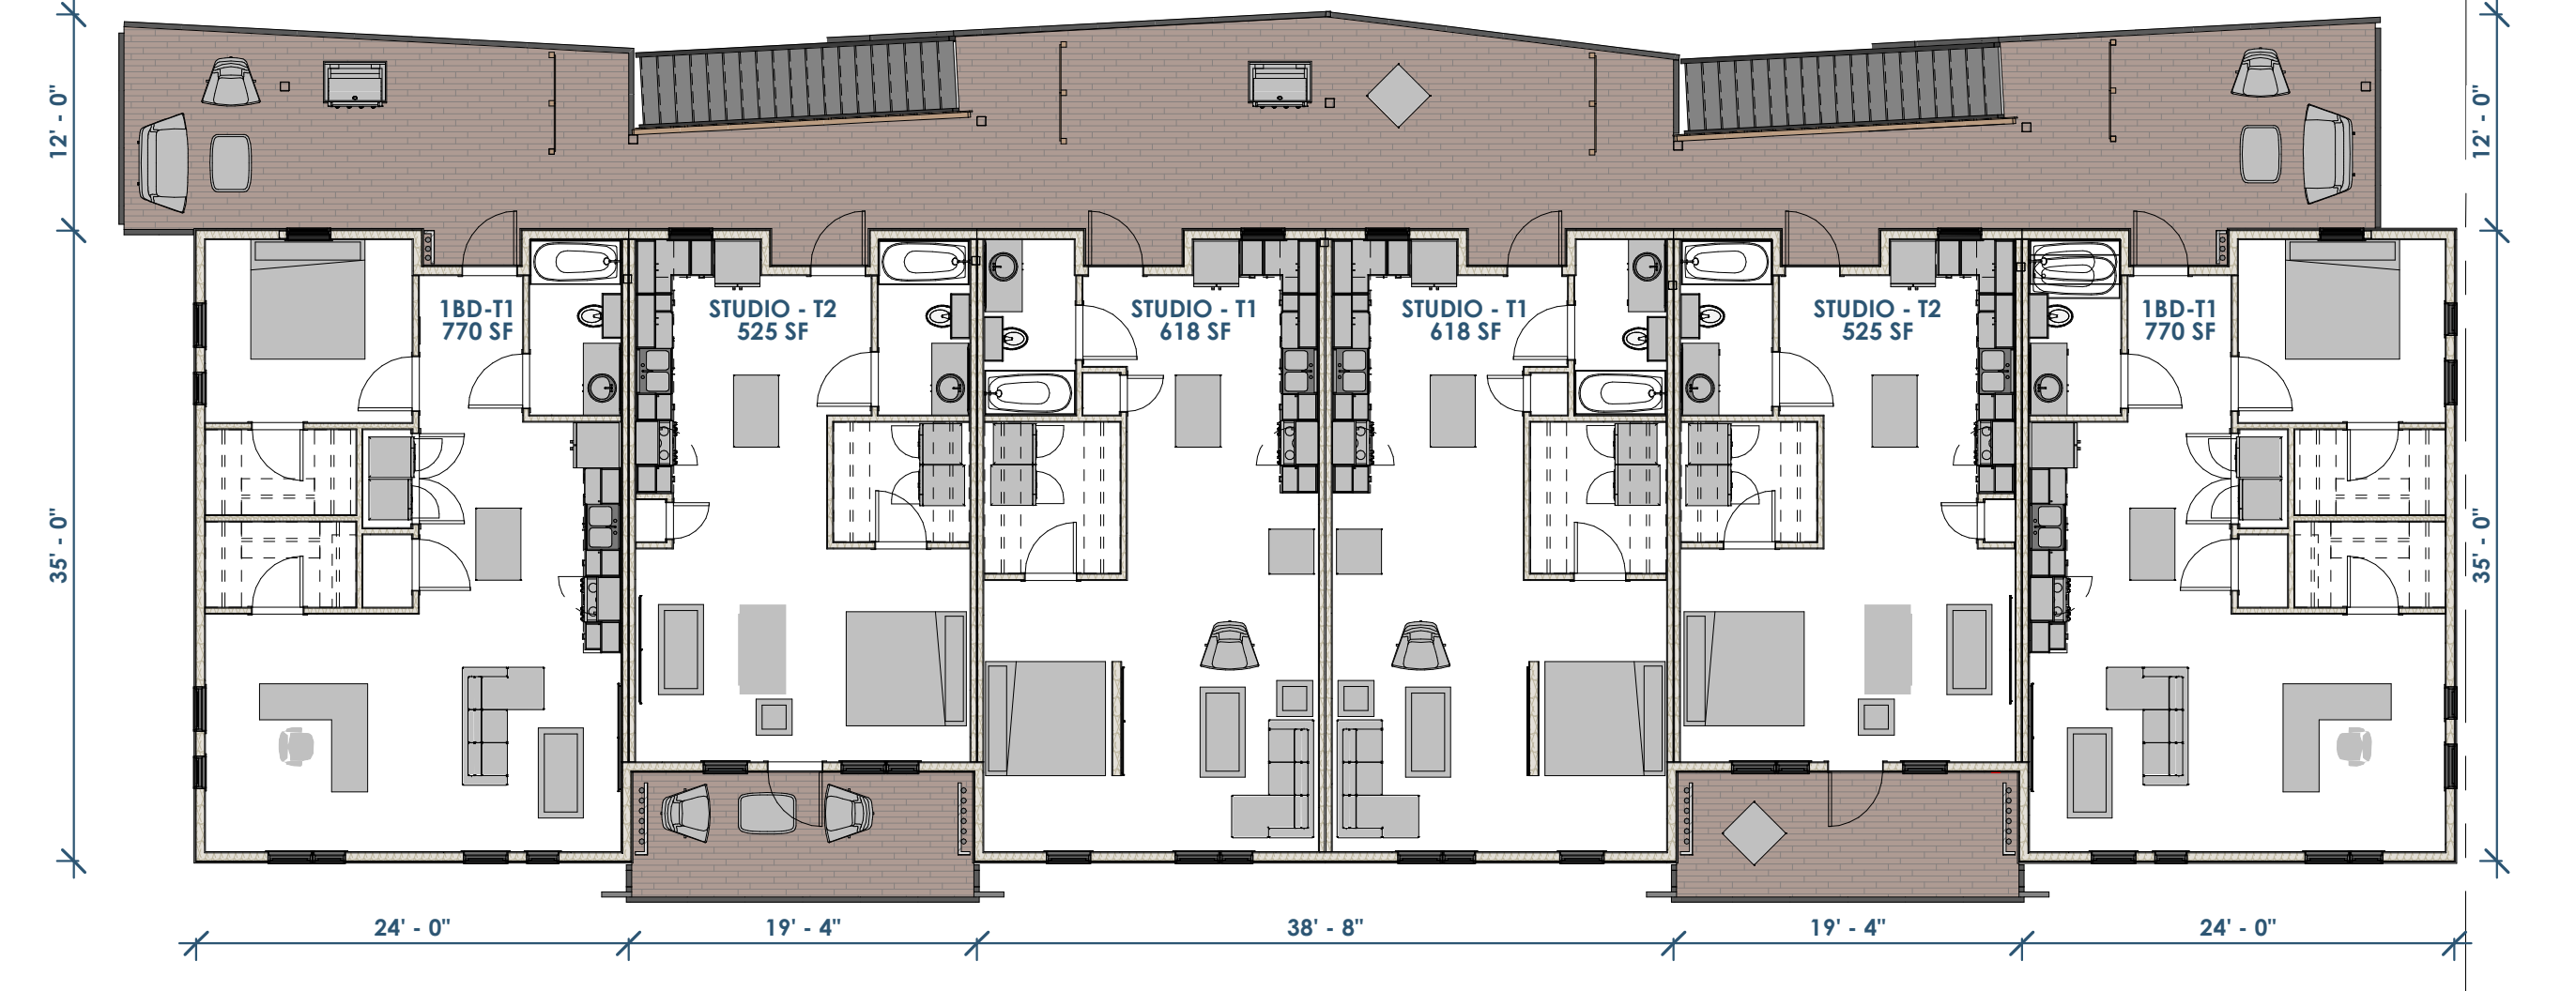 12' - 0"
12' - 0"
1BD-T1
770 SF
STUDIO - T2
525 SF
STUDIO - T1
618 SF
STUDIO - T1
618 SF
STUDIO - T2
525 SF
1BD-T1
770 SF
35' - 0"
35' - 0"
24' - 0"
19' - 4"
38' - 8"
19' - 4"
24' - 0"